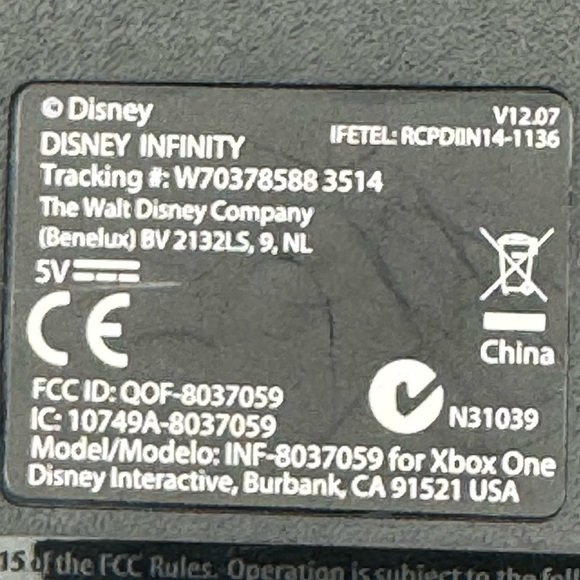 © Disney
V12.07
DISNEY INFINITY
IFETEL: RCPDIIN14-1136
Tracking #: W70378588 3514
The Walt Disney Company
(Benelux) BV 2132LS, 9, NL
5V
CE
China
FCC ID: QOF-8037059
N31039
IC: 10749A-8037059
Model/Modelo: INF-8037059 for Xbox One
Disney Interactive, Burbank, CA 91521 USA
15 of the FCC Rules. Operation is subject to the